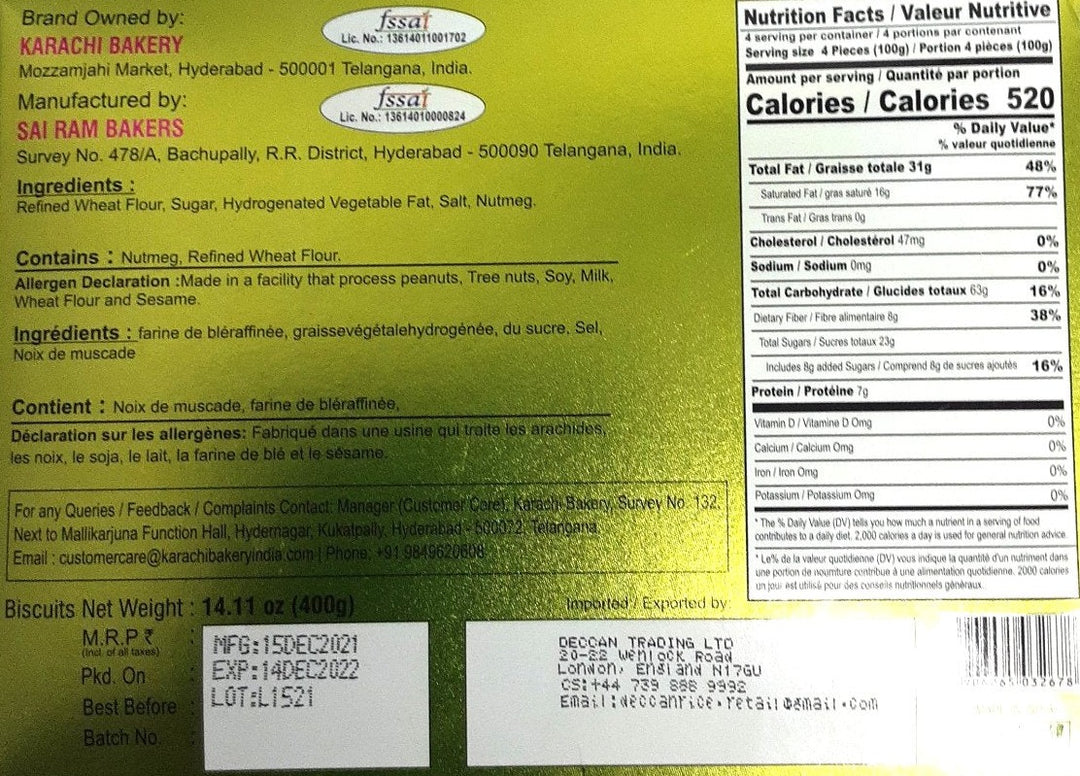 Brand Owned by:
KARACHI BAKERY
fssai
Lic. No.: 13614011001702
Mozzamjahi Market, Hyderabad - 500001 Telangana, India.
Manufactured by:
SAI RAM BAKERS
fssai
Lic. No.: 13614010000824
Survey No. 478/A, Bachupally, R.R. District, Hyderabad - 500090 Telangana, India.
Ingredients :
Refined Wheat Flour, Sugar, Hydrogenated Vegetable Fat, Salt, Nutmeg.
Contains : Nutmeg, Refined Wheat Flour.
Allergen Declaration :Made in a facility that process peanuts, Tree nuts, Soy, Milk,
Wheat Flour and Sesame.
Ingrédients : farine de bléraffinée, graissevégétalehydrogénée, du sucre, Sel,
Noix de muscade
Contient : Noix de muscade, farine de bléraffinée,
Déclaration sur les allergènes: Fabriqué dans une usine qui traite les arachides,
les noix, le soja, le lait, la farine de blé et le sésame.
For any Queries / Feedback / Complaints Contact: Manager (Customer Core), Karachi Bakery, Survey No. 132,
Next to Mallikarjuna Function Hall, Hydernagar, Kukatpally, Hyderabad - 500072, Telangana
Email : customercare@karachibakeryindia.com | Phone: +91 9849620608
Biscuits Net Weight : 14.11 oz (400g)
M.R.P ₹ :
(Incl. of all taxes)
Pkd. On :
Best Before :
Batch No. :
MFG:15DEC2021
EXP:14DEC2022
LOT:L1521
Imported / Exported by:
DECCAN TRADING LTD
20-22 Wenlock Road
London, England N17GU
CS:+44 739 888 9992
Email:deccanrice.retail@gmail.com
Nutrition Facts / Valeur Nutritive
4 serving per container / 4 portions par contenant
Serving size 4 Pieces (100g) / Portion 4 pièces (100g)
Amount per serving / Quantité par portion
Calories / Calories 520
% Daily Value*
% valeur quotidienne
Total Fat / Graisse totale 31g 48%
Saturated Fat / gras saturé 16g 77%
Trans Fat / Gras trans 0g
Cholesterol / Cholestérol 47mg 0%
Sodium / Sodium 0mg 0%
Total Carbohydrate / Glucides totaux 63g 16%
Dietary Fiber / Fibre alimentaire 8g 38%
Total Sugars / Sucres totaux 23g
Includes 8g added Sugars / Comprend 8g de sucres ajoutés 16%
Protein / Protéine 7g
Vitamin D / Vitamine D 0mg 0%
Calcium / Calcium 0mg 0%
Iron / Iron 0mg 0%
Potassium / Potassium 0mg 0%
* The % Daily Value (DV) tells you how much a nutrient in a serving of food
contributes to a daily diet. 2,000 calories a day is used for general nutrition advice.
* Le% de la valeur quotidienne (DV) vous indique la quantité d'un nutriment dans
une portion de nourriture contribue à une alimentation quotidienne. 2000 calories
un jour est utilisé pour des conseils nutritionnels généraux.